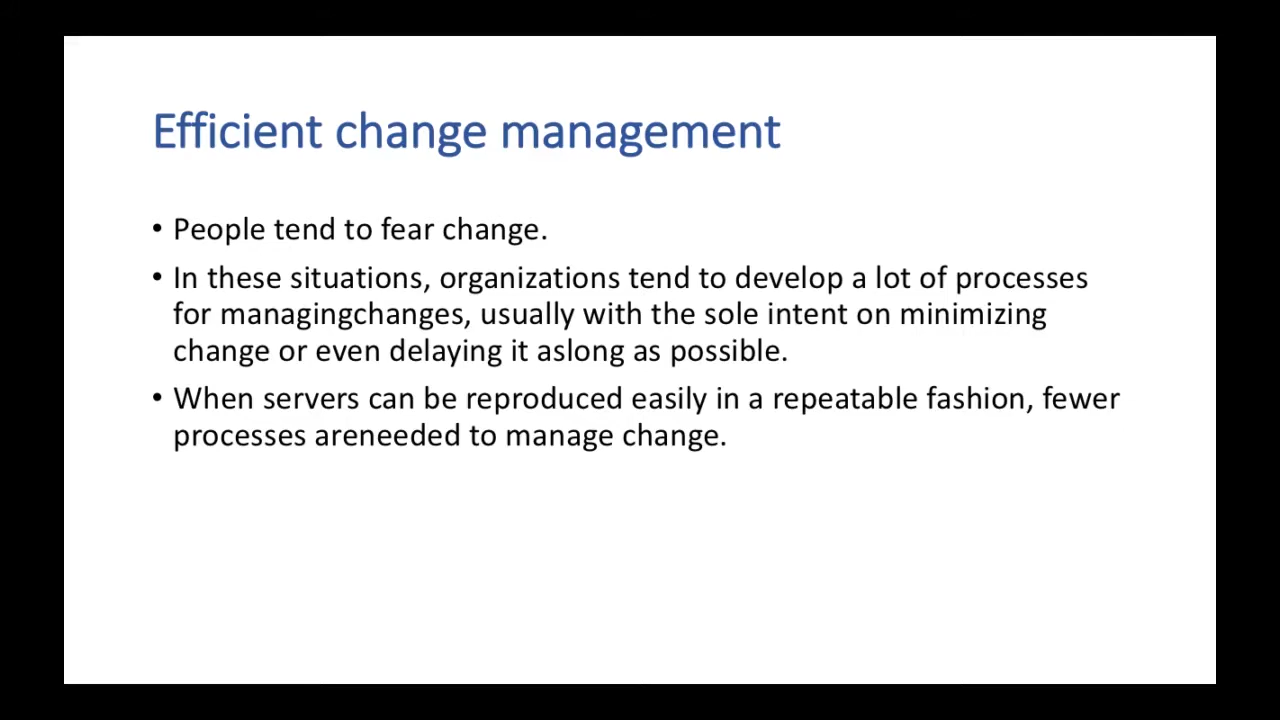 Efficient change management
• People tend to fear change.
• In these situations, organizations tend to develop a lot of processes
for managingchanges, usually with the sole intent on minimizing
change or even delaying it aslong as possible.
• When servers can be reproduced easily in a repeatable fashion, fewer
processes areneeded to manage change.